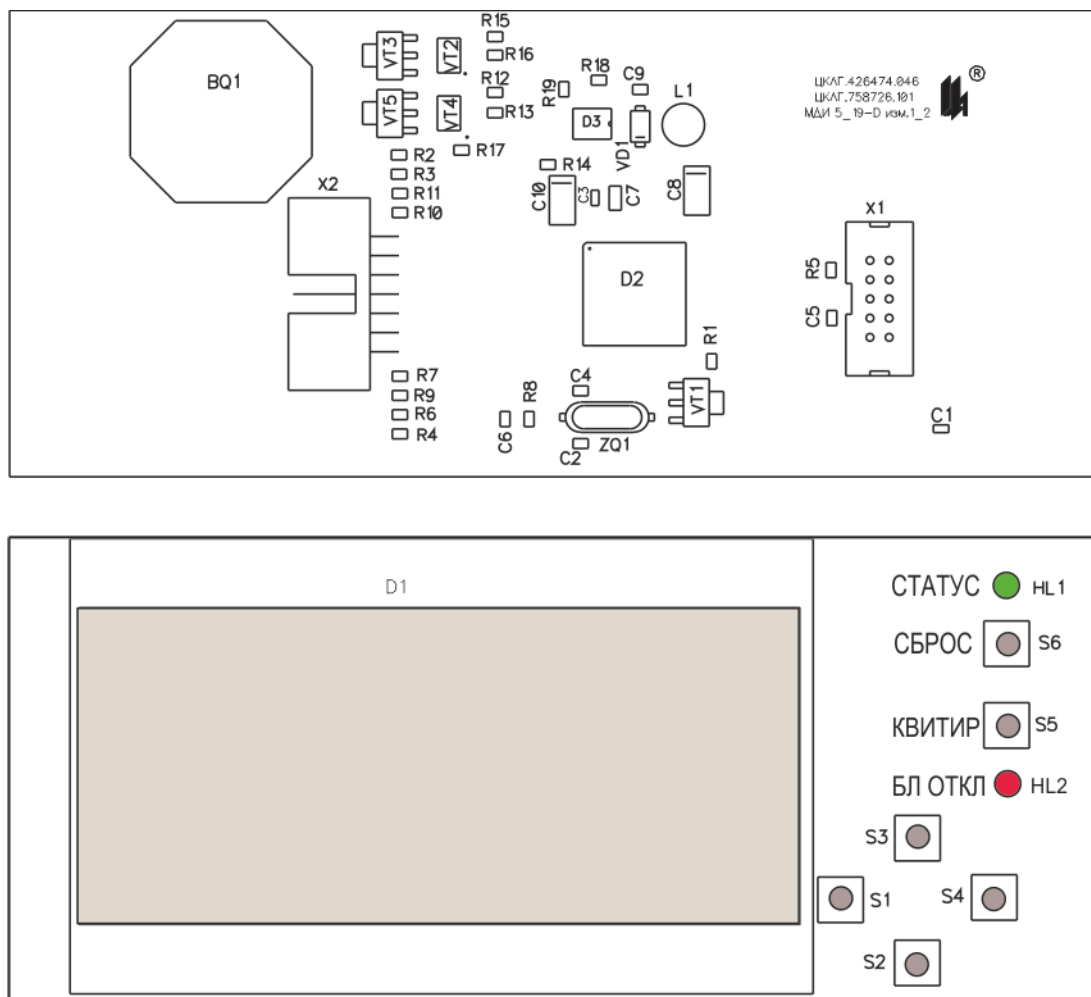 R15
VT3
VT2
R16
BQ1
R12
R18
C9
R19
L1
ЦКЛГ.426474.046
ЦКЛГ.758726.101
МДИ 5_19-D изм.1_2
®
VT5
VT4
R13
D3
VD1
R17
R2
R3
R14
R11
R10
X2
C10
C3
C7
C8
X1
D2
R5
C5
R1
R7
R9
R6
R4
C4
R8
C6
C2
ZQ1
VT1
C1
D1
СТАТУС HL1
СБРОС S6
КВИТИР S5
БЛ ОТКЛ HL2
S3
S1 S4
S2